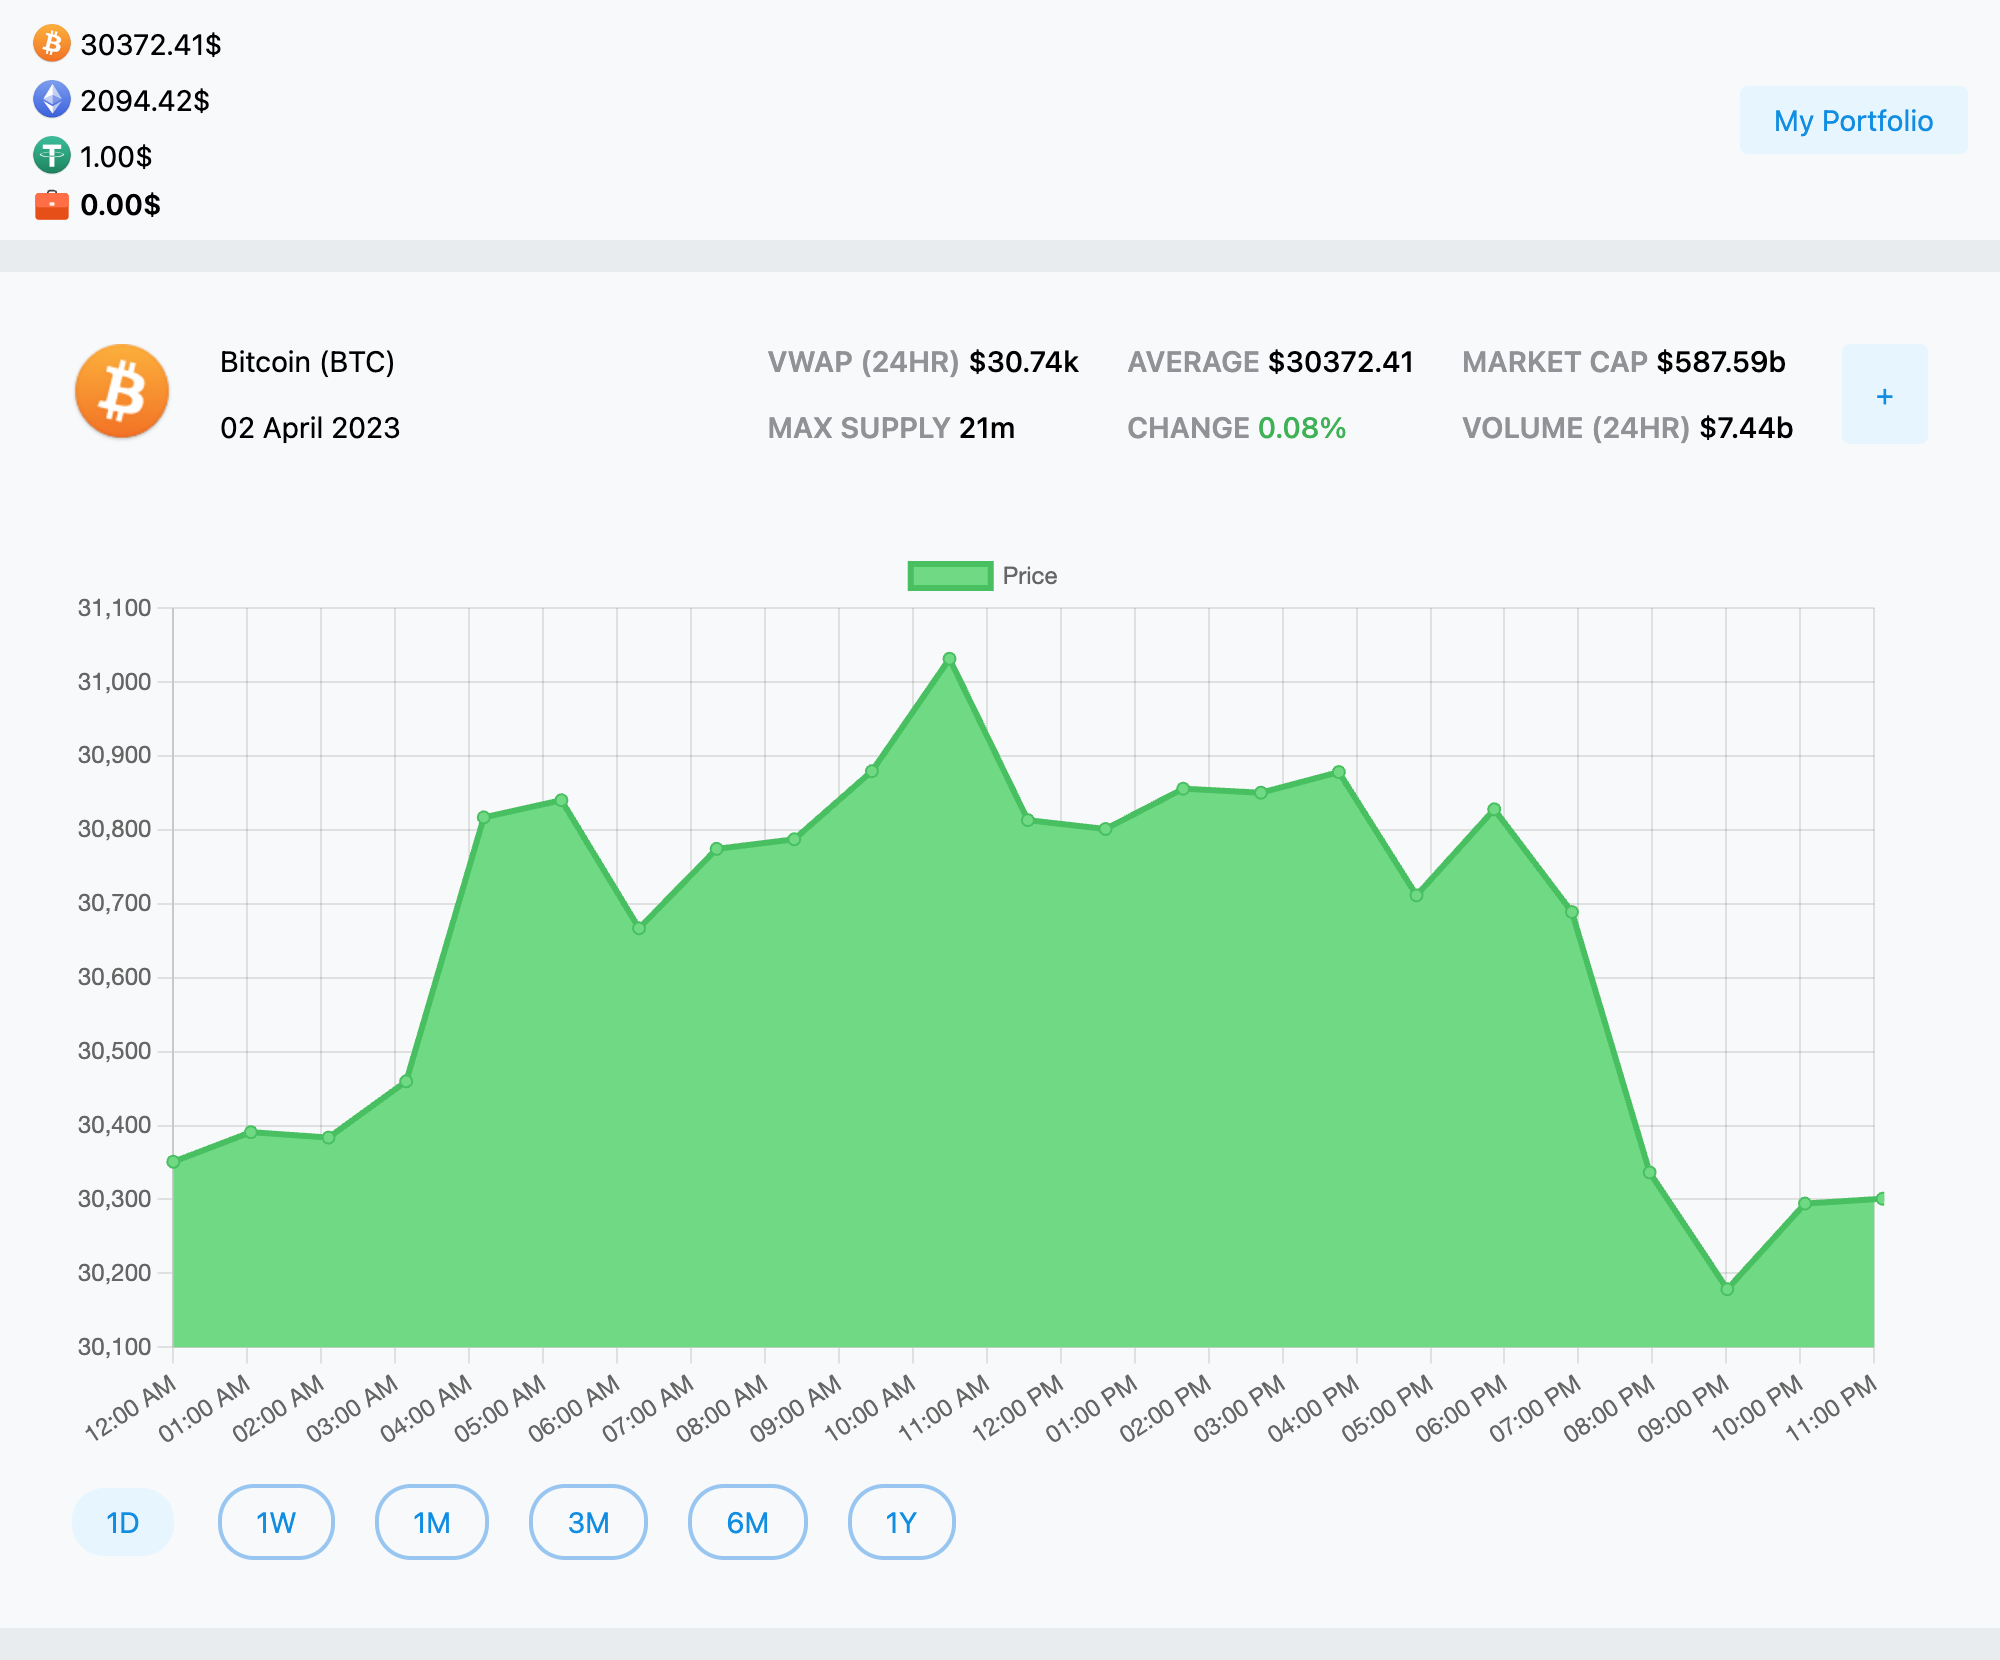 30372.41$
2094.42$
1.00$
0.00$
My Portfolio
Bitcoin (BTC)
02 April 2023
VWAP (24HR) $30.74k
AVERAGE $30372.41
MARKET CAP $587.59b
MAX SUPPLY 21m
CHANGE 0.08%
VOLUME (24HR) $7.44b
+
Price
31,100
31,000
30,900
30,800
30,700
30,600
30,500
30,400
30,300
30,200
30,100
12:00 AM
01:00 AM
02:00 AM
03:00 AM
04:00 AM
05:00 AM
06:00 AM
07:00 AM
08:00 AM
09:00 AM
10:00 AM
11:00 AM
12:00 PM
01:00 PM
02:00 PM
03:00 PM
04:00 PM
05:00 PM
06:00 PM
07:00 PM
08:00 PM
09:00 PM
10:00 PM
11:00 PM
1D
1W
1M
3M
6M
1Y